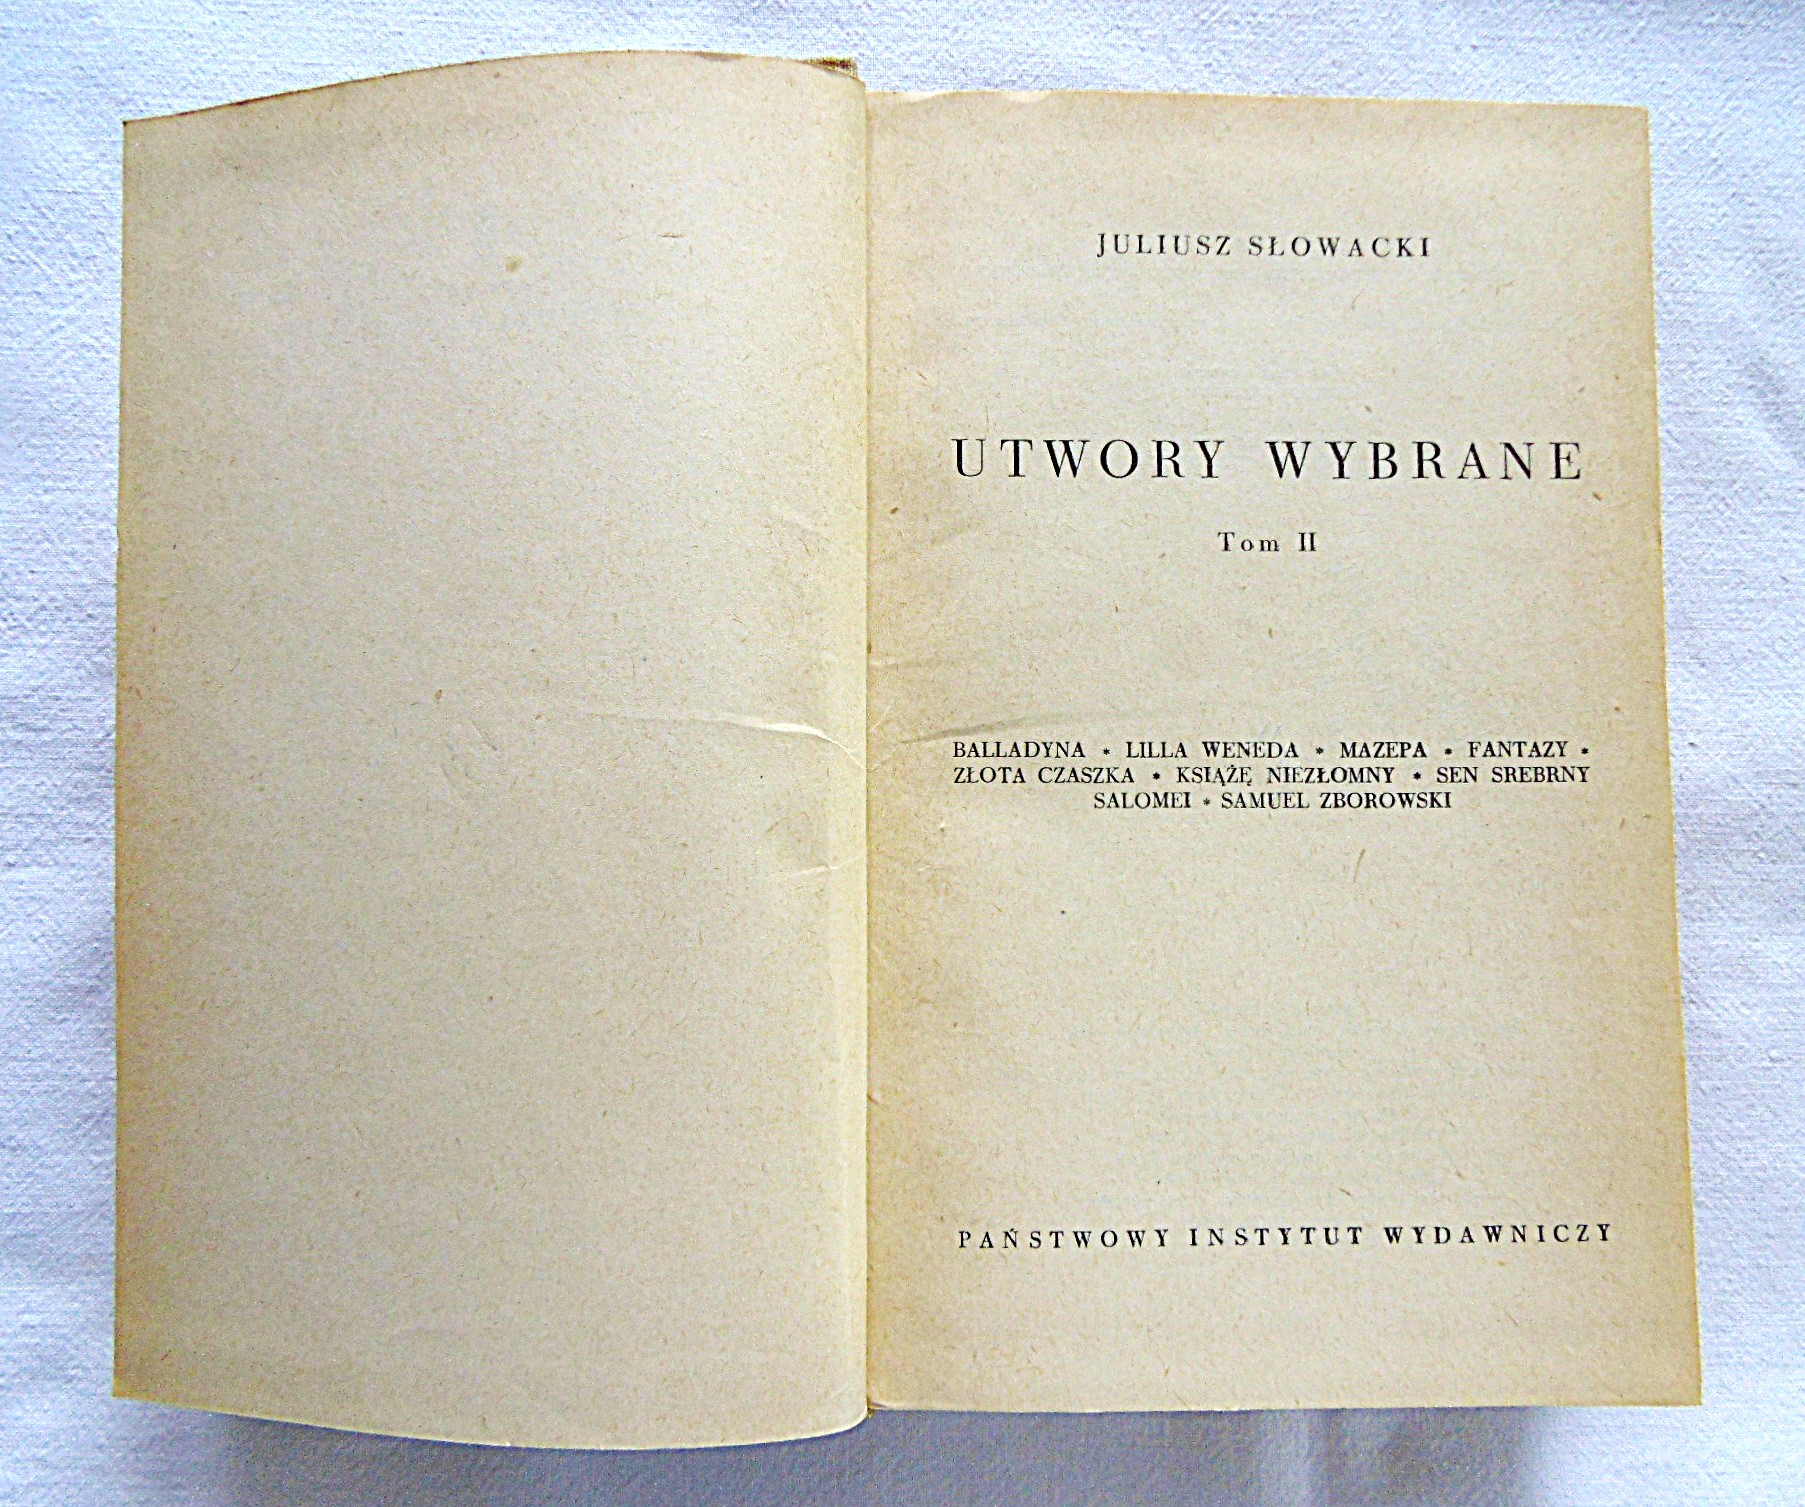 JULIUSZ SŁOWACKI
UTWORY WYBRANE
Tom II
BALLADYNA * LILLA WENEDA * MAZEPA * FANTAZY *
ZŁOTA CZASZKA * KSIĄŻĘ NIEZŁOMNY * SEN SREBRNY
SALOMEI * SAMUEL ZBOROWSKI
PAŃSTWOWY INSTYTUT WYDAWNICZY